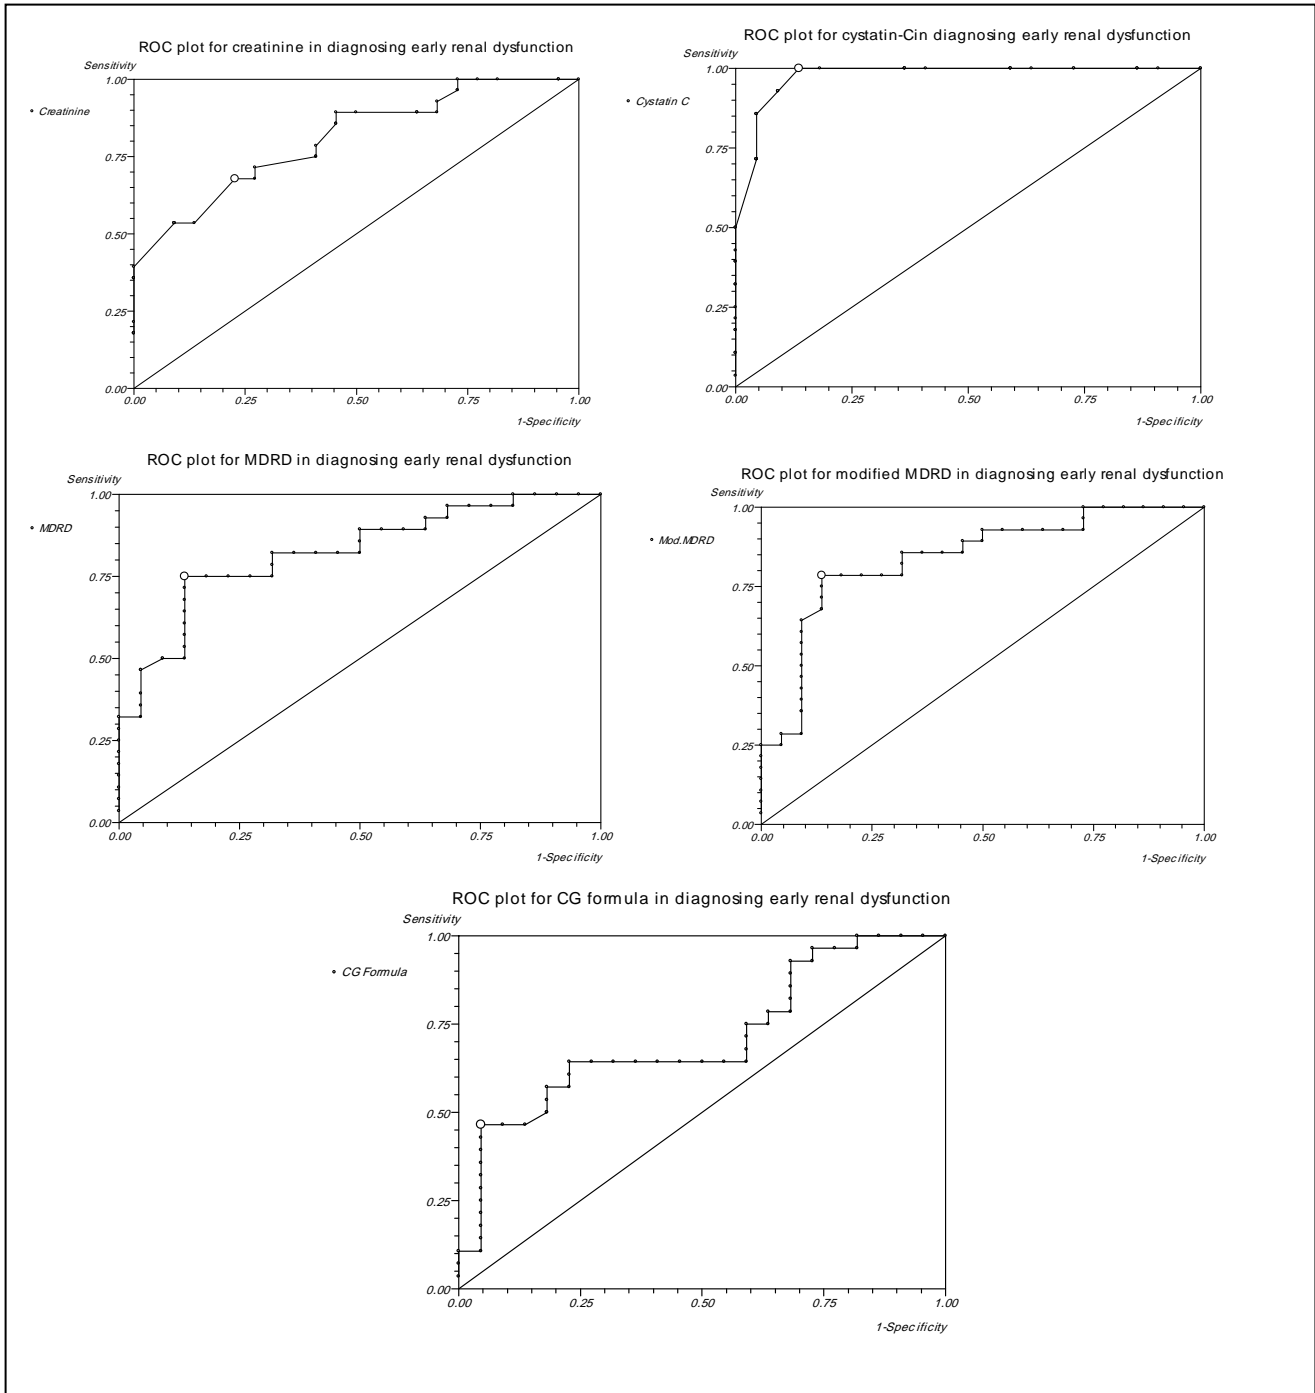 ROC plot for creatinine in diagnosing early renal dysfunction
Sensitivity
1.00
Creatinine
0.75
0.50
0.25
0.00
0.00 0.25 0.50 0.75 1.00
1-Specificity
ROC plot for cystatin-Cin diagnosing early renal dysfunction
Sensitivity
1.00
Cystatin C
0.75
0.50
0.25
0.00
0.00 0.25 0.50 0.75 1.00
1-Specificity
ROC plot for MDRD in diagnosing early renal dysfunction
Sensitivity
1.00
MDRD
0.75
0.50
0.25
0.00
0.00 0.25 0.50 0.75 1.00
1-Specificity
ROC plot for modified MDRD in diagnosing early renal dysfunction
Sensitivity
1.00
Mod.MDRD
0.75
0.50
0.25
0.00
0.00 0.25 0.50 0.75 1.00
1-Specificity
ROC plot for CG formula in diagnosing early renal dysfunction
Sensitivity
1.00
CG Formula
0.75
0.50
0.25
0.00
0.00 0.25 0.50 0.75 1.00
1-Specificity